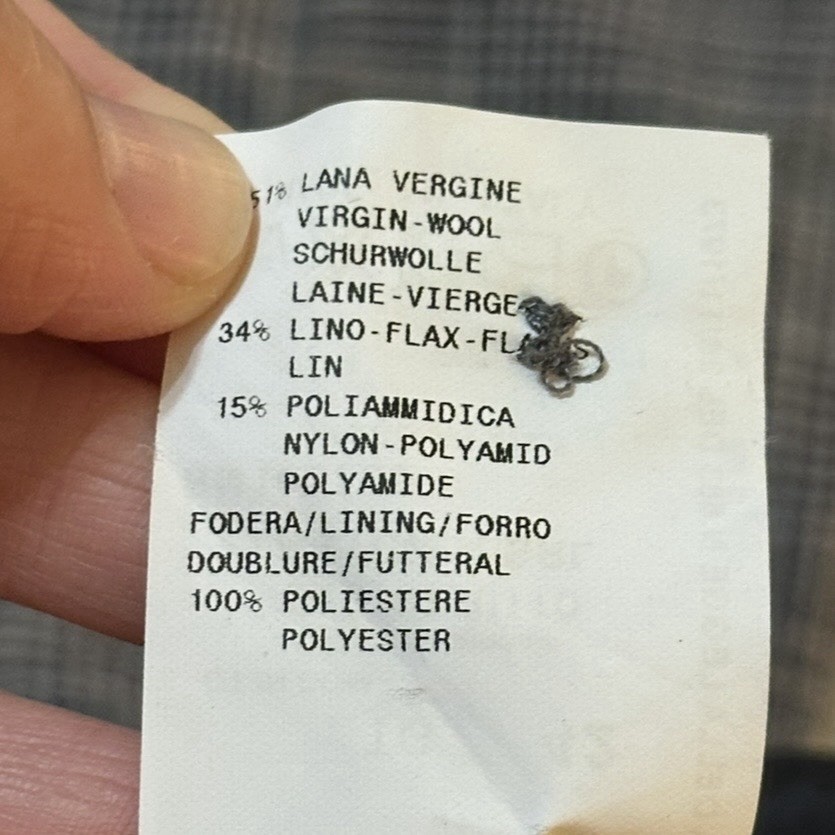 51% LANA VERGINE
VIRGIN-WOOL
SCHURWOLLE
LAINE-VIERGE
34% LINO-FLAX-
LIN
15% POLIAMMIDICA
NYLON-POLYAMID
POLYAMIDE
FODERA/LINING/FORRO
DOUBLURE/FUTTERAL
100% POLIESTERE
POLYESTER